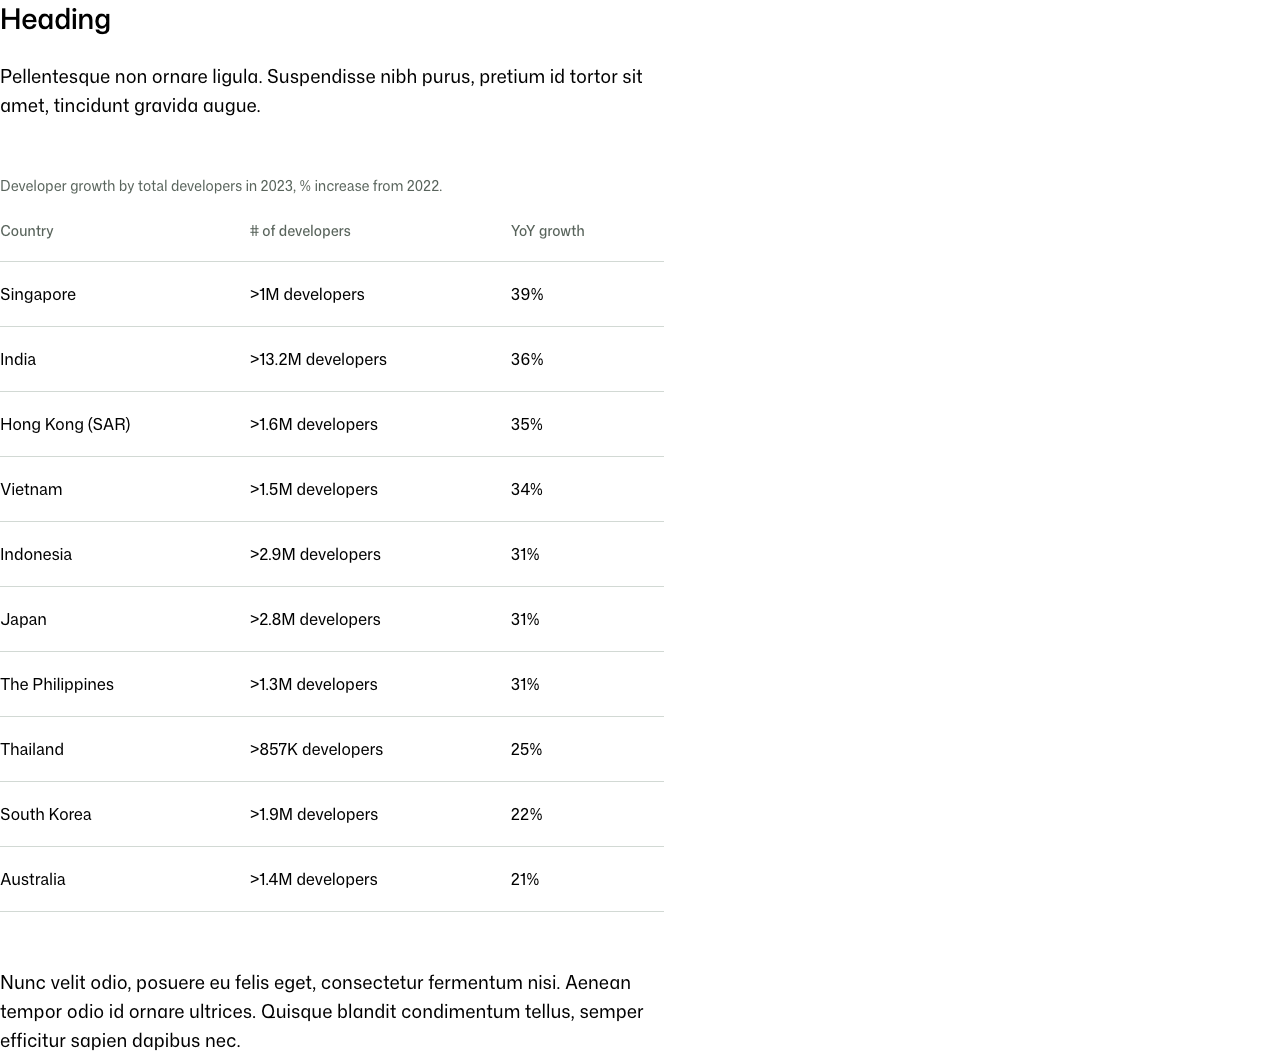 Heading
Pellentesque non ornare ligula. Suspendisse nibh purus, pretium id tortor sit
amet, tincidunt gravida augue.
Developer growth by total developers in 2023, % increase from 2022.
Country # of developers YoY growth
Singapore >1M developers 39%
India >13.2M developers 36%
Hong Kong (SAR) >1.6M developers 35%
Vietnam >1.5M developers 34%
Indonesia >2.9M developers 31%
Japan >2.8M developers 31%
The Philippines >1.3M developers 31%
Thailand >857K developers 25%
South Korea >1.9M developers 22%
Australia >1.4M developers 21%
Nunc velit odio, posuere eu felis eget, consectetur fermentum nisi. Aenean
tempor odio id ornare ultrices. Quisque blandit condimentum tellus, semper
efficitur sapien dapibus nec.